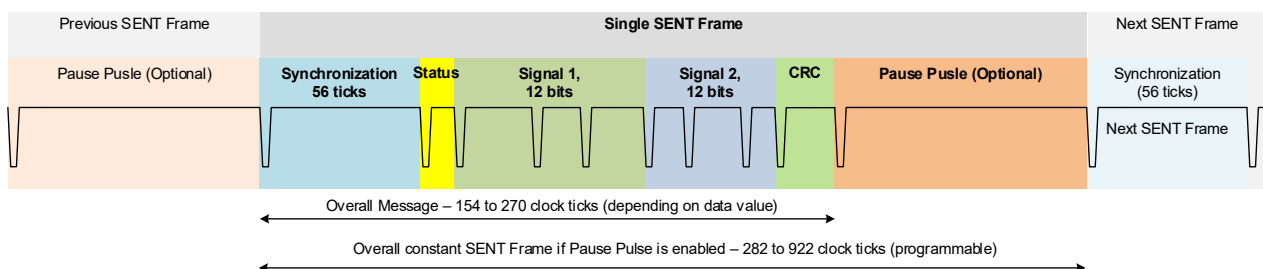 Previous SENT Frame
Single SENT Frame
Next SENT Frame
Pause Pusle (Optional)
Synchronization
56 ticks
Status
Signal 1,
12 bits
Signal 2,
12 bits
CRC
Pause Pusle (Optional)
Synchronization
(56 ticks)
Next SENT Frame
Overall Message – 154 to 270 clock ticks (depending on data value)
Overall constant SENT Frame if Pause Pulse is enabled – 282 to 922 clock ticks (programmable)